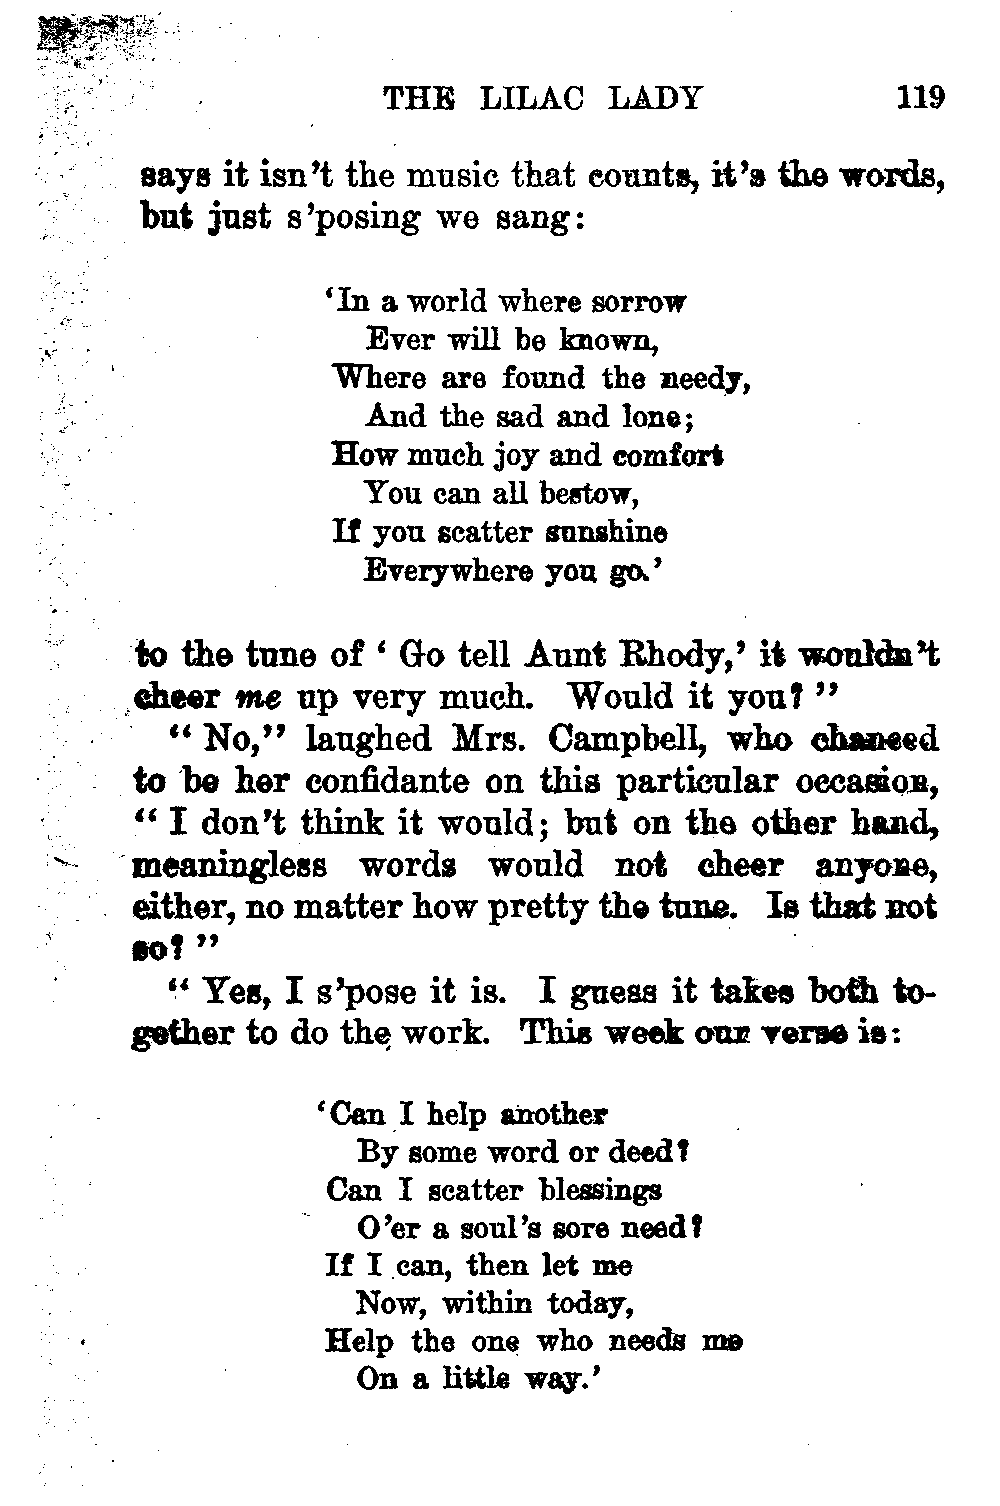 THE LILAC LADY 119
says it isn't the music that counts, it's the words,
but just s'posing we sang:
'In a world where sorrow
Ever will be known,
Where are found the needy,
And the sad and lone;
How much joy and comfort
You can all bestow,
If you scatter sunshine
Everywhere you go.'
to the tune of ' Go tell Aunt Rhody,' it wouldn't
cheer me up very much. Would it you? "
" No," laughed Mrs. Campbell, who chanced
to be her confidante on this particular occasion,
" I don't think it would; but on the other hand,
meaningless words would not cheer anyone,
either, no matter how pretty the tune. Is that not
so? "
" Yes, I s'pose it is. I guess it takes both to-
gether to do the work. This week our verse is:
'Can I help another
By some word or deed?
Can I scatter blessings
O'er a soul's sore need?
If I can, then let me
Now, within today,
Help the one who needs me
On a little way.'